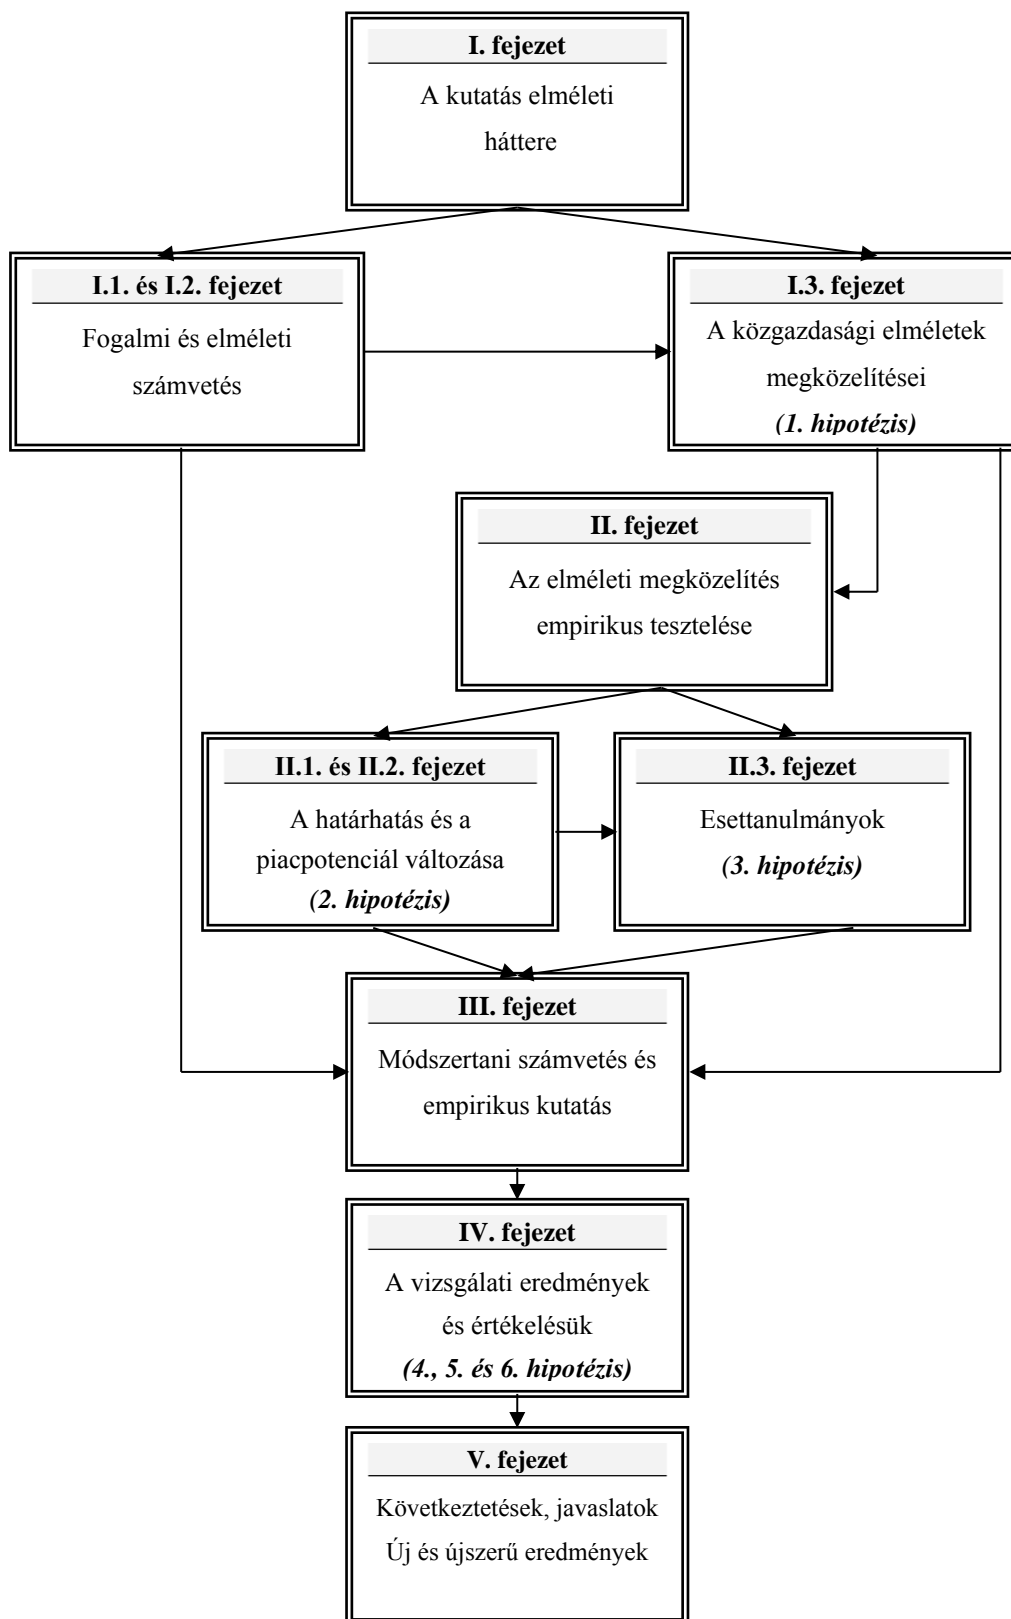 I. fejezet
A kutatás elméleti
háttere
I.1. és I.2. fejezet
Fogalmi és elméleti
számvetés
I.3. fejezet
A közgazdasági elméletek
megközelítései
(1. hipotézis)
II. fejezet
Az elméleti megközelítés
empirikus tesztelése
II.1. és II.2. fejezet
A határhatás és a
piacpotenciál változása
(2. hipotézis)
II.3. fejezet
Esettanulmányok
(3. hipotézis)
III. fejezet
Módszertani számvetés és
empirikus kutatás
IV. fejezet
A vizsgálati eredmények
és értékelésük
(4., 5. és 6. hipotézis)
V. fejezet
Következtetések, javaslatok
Új és újszerű eredmények